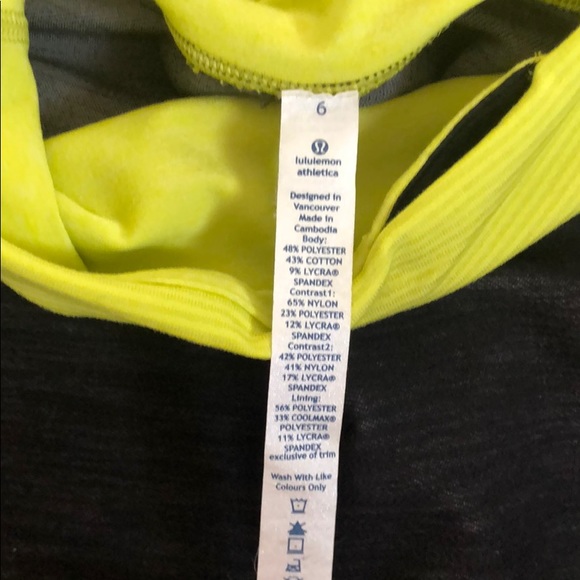 6
lululemon
athletica
Designed in
Vancouver
Made in
Cambodia
Body:
48% POLYESTER
43% COTTON
9% LYCRA®
SPANDEX
Contrast1:
65% NYLON
23% POLYESTER
12% LYCRA®
SPANDEX
Contrast2:
42% POLYESTER
41% NYLON
17% LYCRA®
SPANDEX
Lining:
56% POLYESTER
33% COOLMAX®
POLYESTER
11% LYCRA®
SPANDEX
exclusive of trim
Wash With Like
Colours Only